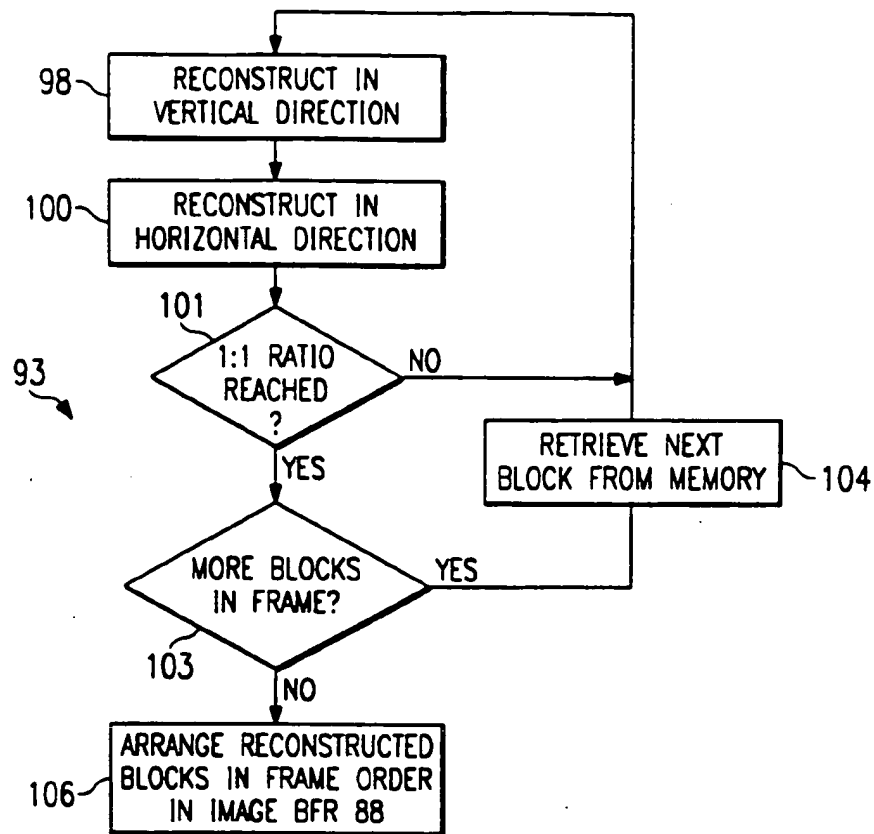 98
RECONSTRUCT IN
VERTICAL DIRECTION
100
RECONSTRUCT IN
HORIZONTAL DIRECTION
101
1:1 RATIO
REACHED
?
NO
93
YES
RETRIEVE NEXT
BLOCK FROM MEMORY
104
MORE BLOCKS
IN FRAME?
YES
103
NO
ARRANGE RECONSTRUCTED
BLOCKS IN FRAME ORDER
IN IMAGE BFR 88
106